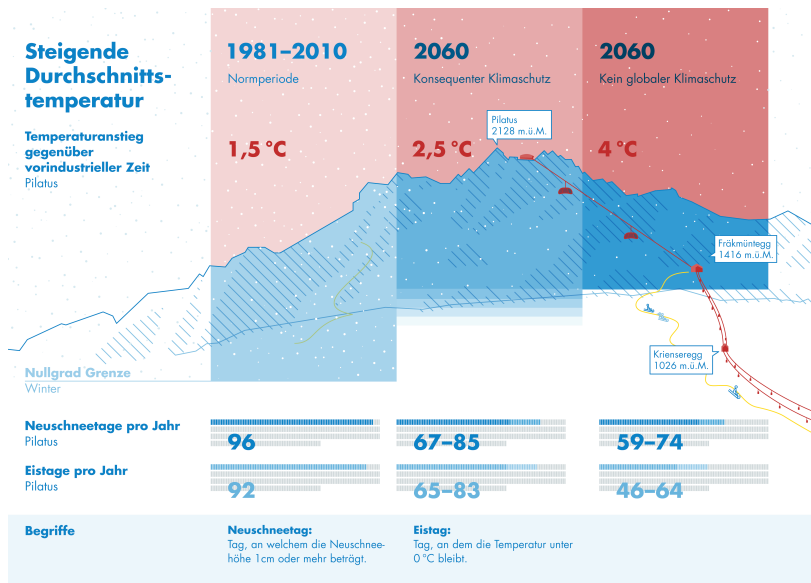 Steigende
Durchschnitts-
temperatur
Temperaturanstieg
gegenüber
vorindustrieller Zeit
Pilatus
1981–2010
Normperiode
1,5 °C
2060
Konsequenter Klimaschutz
2,5 °C
2060
Kein globaler Klimaschutz
4 °C
Pilatus
2128 m.ü.M.
Fräkmüntegg
1416 m.ü.M.
Krienseregg
1026 m.ü.M.
Nullgrad Grenze
Winter
Neuschneetage pro Jahr
Pilatus
96
67–85
59–74
Eistage pro Jahr
Pilatus
92
65–83
46–64
Begriffe
Neuschneetag:
Tag, an welchem die Neuschnee-
höhe 1cm oder mehr beträgt.
Eistag:
Tag, an dem die Temperatur unter
0 °C bleibt.